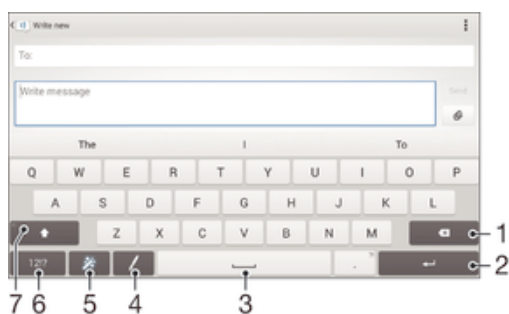 Write new
To:
Write message
Send
The I To
Q W E R T Y U I O P
A S D F G H J K L
Z X C V B N M 1
12!? . 2
7 6 5 4 3